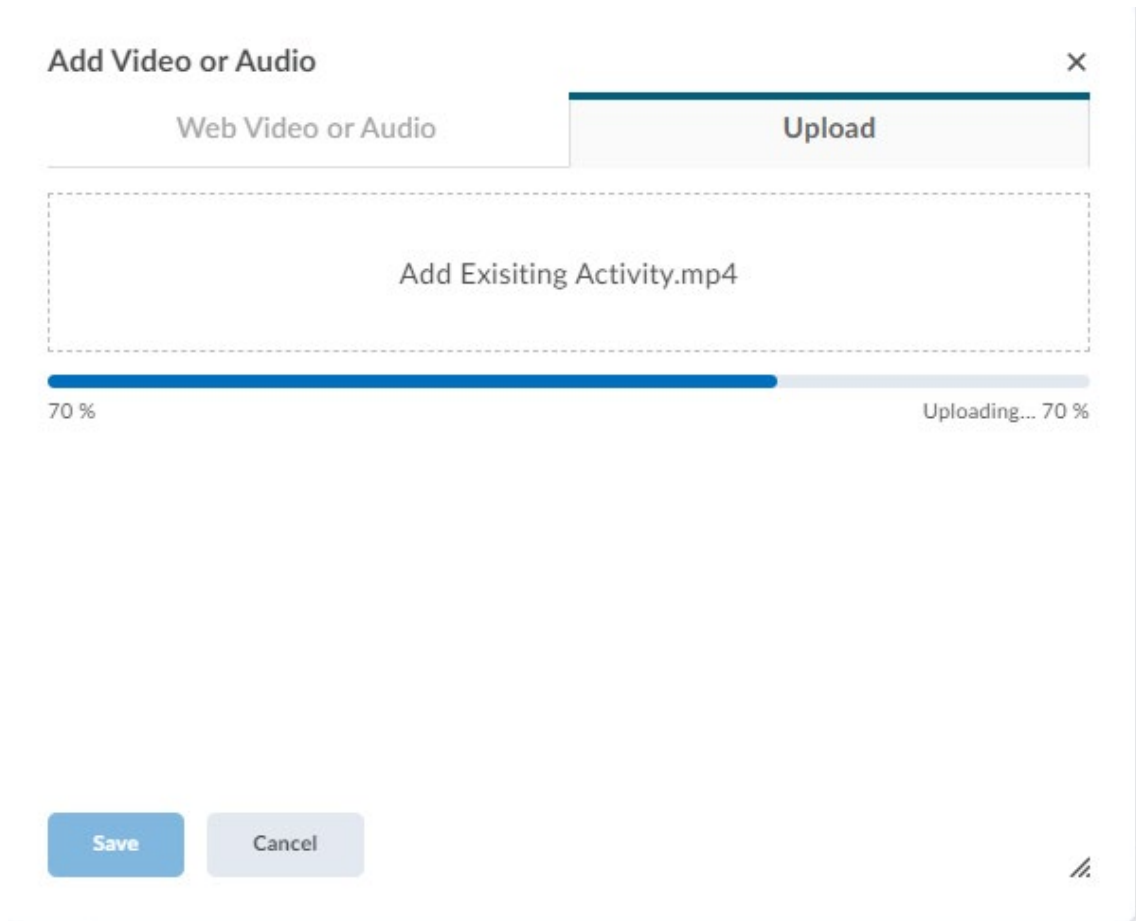 Add Video or Audio
Web Video or Audio
Upload
Add Exisiting Activity.mp4
70 %
Uploading... 70 %
Save
Cancel